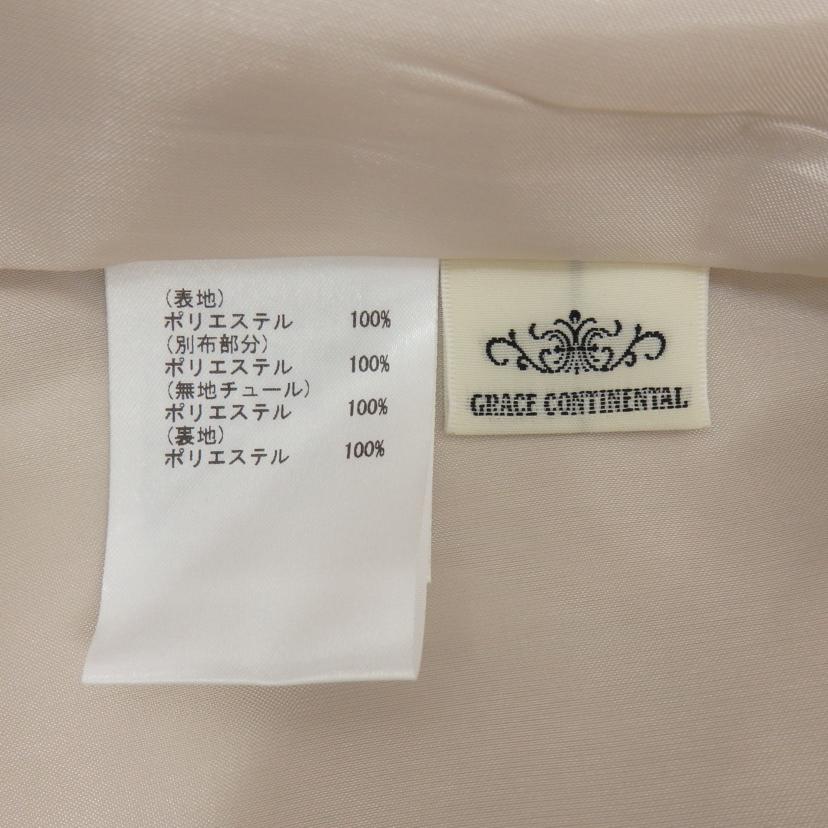 (表地)
ポリエステル 100%
(別布部分)
ポリエステル 100%
(無地チュール)
ポリエステル 100%
(裏地)
ポリエステル 100%
GRACE CONTINENTAL